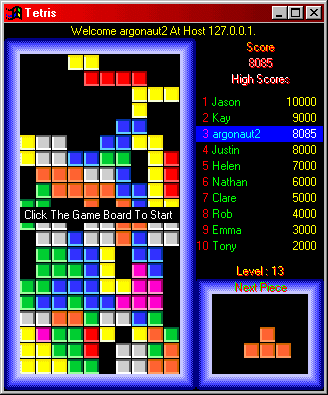 Tetris
Welcome argonaut2 At Host 127.0.0.1.
Score
8085
High Score:
1 Jason 10000
2 Kay 9000
3 argonaut2 8085
4 Justin 8000
5 Helen 7000
6 Nathan 6000
7 Clare 5000
8 Rob 4000
9 Emma 3000
10 Tony 2000
Click The Game Board To Start
Level : 13
Next Piece